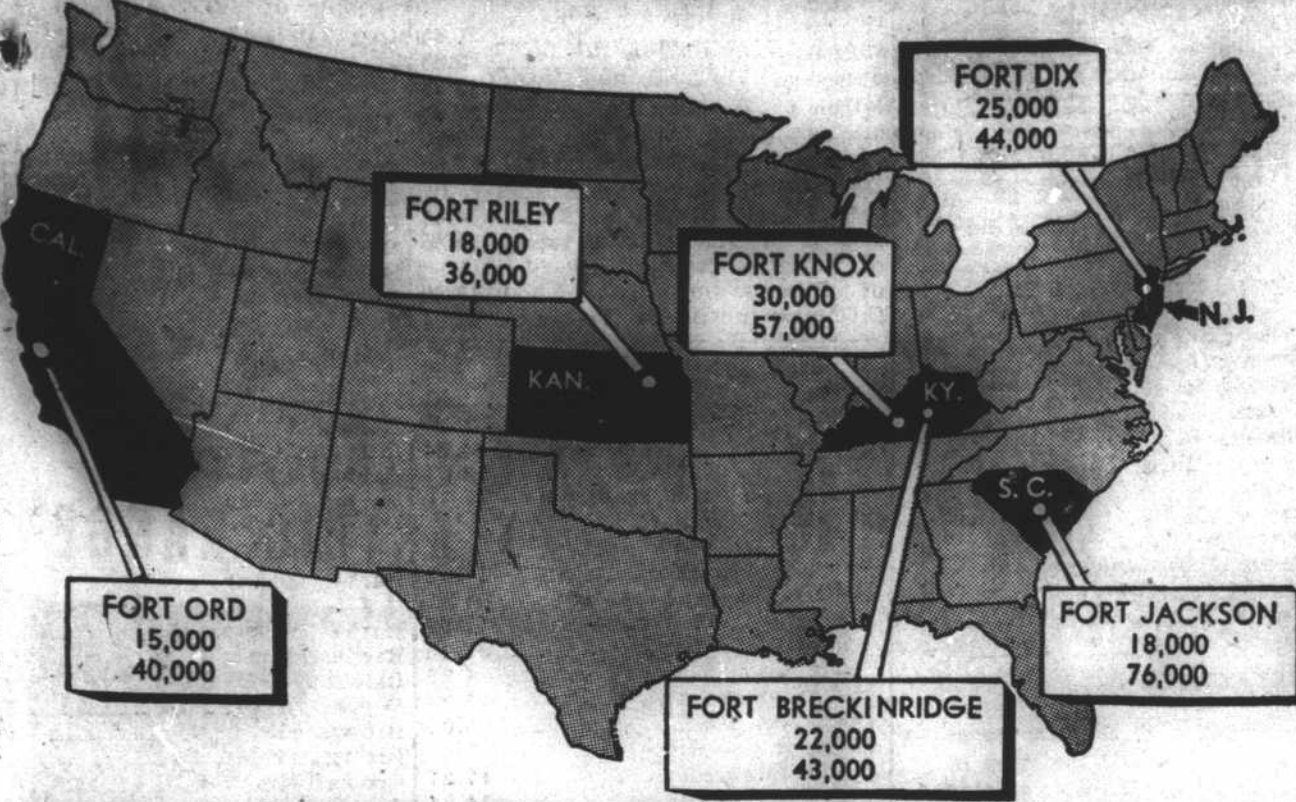 FORT DIX
25,000
44,000
FORT RILEY
18,000
36,000
CAL.
FORT KNOX
30,000
57,000
N. J.
KAN.
KY.
S. C.
FORT ORD
15,000
40,000
FORT JACKSON
18,000
76,000
FORT BRECKINRIDGE
22,000
43,000